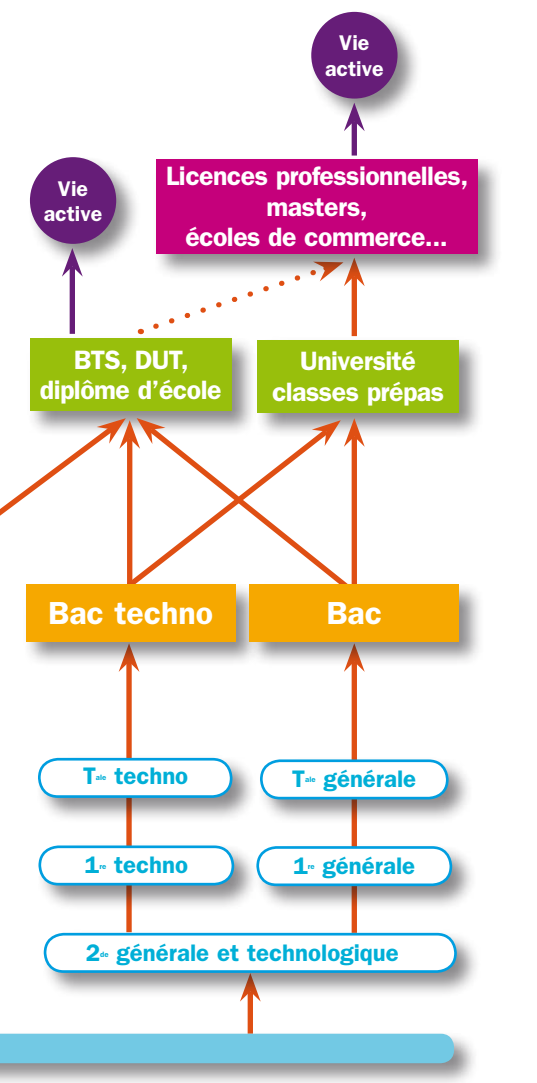 Vie
active
Licences professionnelles,
masters,
écoles de commerce...
Vie
active
BTS, DUT,
diplôme d'école
Université
classes prépas
Bac techno
Bac
Tale techno
Tale générale
1re techno
1re générale
2de générale et technologique